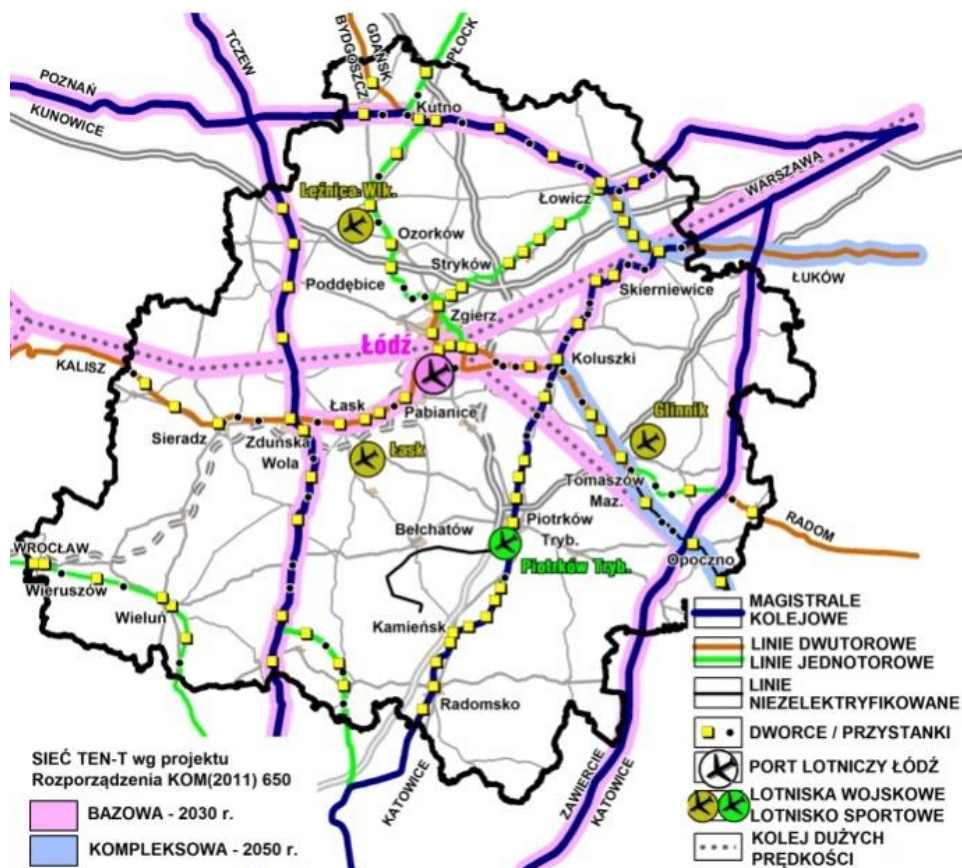 TCZEW
BYDGOSZCZ
GDAŃSK
PŁOCK
POZNAŃ
KUNOWICE
Kutno
WARSZAWA
Łowicz
Leźnica Wlk.
Ozorków
Stryków
Poddębice
Zgierz
Skierniewice
ŁUKÓW
Łódź
Koluszki
KALISZ
Łask
Pabianice
Glinnik
Sieradz
Zduńska
Wola
Łask
Tomaszów
Maz.
Bełchatów
Piotrków
Tryb.
RADOM
WROCŁAW
Piotrków Tryb.
Opoczno
Wieruszów
Wieluń
Kamieńsk
Radomsko
KATOWICE
ZAWIERCIE
KATOWICE
MAGISTRALE
KOLEJOWE
LINIE DWUTOROWE
LINIE JEDNOTOROWE
LINIE
NIEZELEKTRYFIKOWANE
DWORCE / PRZYSTANKI
PORT LOTNICZY ŁÓDŹ
LOTNISKA WOJSKOWE
LOTNISKO SPORTOWE
KOLEJ DUŻYCH
PRĘDKOŚCI
SIEĆ TEN-T wg projektu
Rozporządzenia KOM(2011) 650
BAZOWA - 2030 r.
KOMPLEKSOWA - 2050 r.